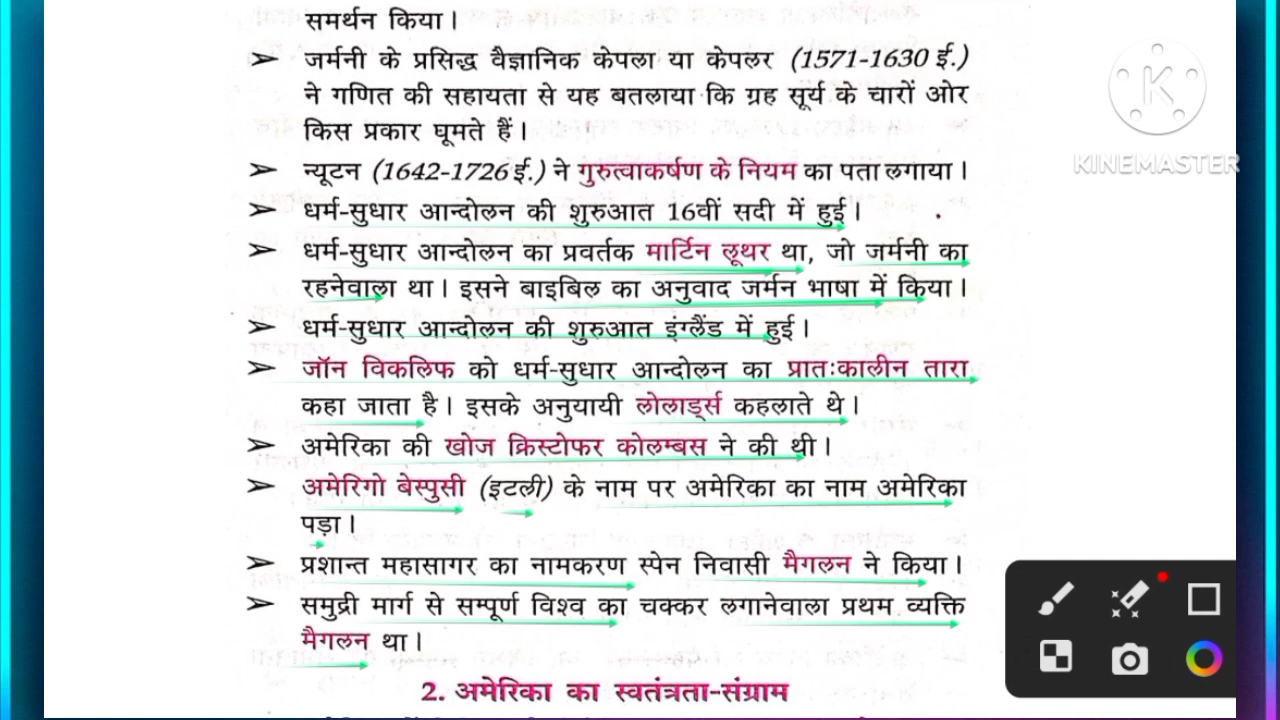 समर्थन किया।
➤ जर्मनी के प्रसिद्ध वैज्ञानिक केपला या केपलर (1571-1630 ई.)
ने गणित की सहायता से यह बतलाया कि ग्रह सूर्य के चारों ओर
किस प्रकार घूमते हैं।
➤ न्यूटन (1642-1726 ई.) ने गुरुत्वाकर्षण के नियम का पता लगाया।
➤ धर्म-सुधार आन्दोलन की शुरुआत 16वीं सदी में हुई।
➤ धर्म-सुधार आन्दोलन का प्रवर्तक मार्टिन लूथर था, जो जर्मनी का
रहनेवाला था। इसने बाइबिल का अनुवाद जर्मन भाषा में किया।
➤ धर्म-सुधार आन्दोलन की शुरुआत इंग्लैंड में हुई।
➤ जॉन विकलिफ को धर्म-सुधार आन्दोलन का प्रातःकालीन तारा
कहा जाता है। इसके अनुयायी लोलार्ड्स कहलाते थे।
➤ अमेरिका की खोज क्रिस्टोफर कोलम्बस ने की थी।
➤ अमेरिगो बेस्पुसी (इटली) के नाम पर अमेरिका का नाम अमेरिका
पड़ा।
➤ प्रशान्त महासागर का नामकरण स्पेन निवासी मैगलन ने किया।
➤ समुद्री मार्ग से सम्पूर्ण विश्व का चक्कर लगानेवाला प्रथम व्यक्ति
मैगलन था।
2. अमेरिका का स्वतंत्रता-संग्राम
K
KINEMASTER